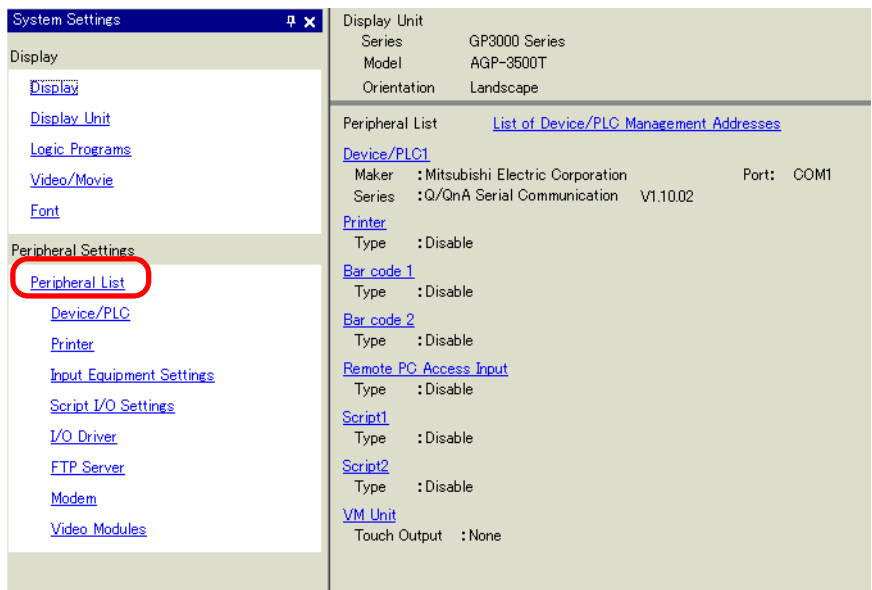 System Settings
Display
Display
Display Unit
Logic Programs
Video/Movie
Font
Peripheral Settings
Peripheral List
Device/PLC
Printer
Input Equipment Settings
Script I/O Settings
I/O Driver
FTP Server
Modem
Video Modules
Display Unit
Series GP3000 Series
Model AGP-3500T
Orientation Landscape
Peripheral List List of Device/PLC Management Addresses
Device/PLC1
Maker :Mitsubishi Electric Corporation Port: COM1
Series :Q/QnA Serial Communication V1.10.02
Printer
Type :Disable
Bar code 1
Type :Disable
Bar code 2
Type :Disable
Remote PC Access Input
Type :Disable
Script1
Type :Disable
Script2
Type :Disable
VM Unit
Touch Output :None